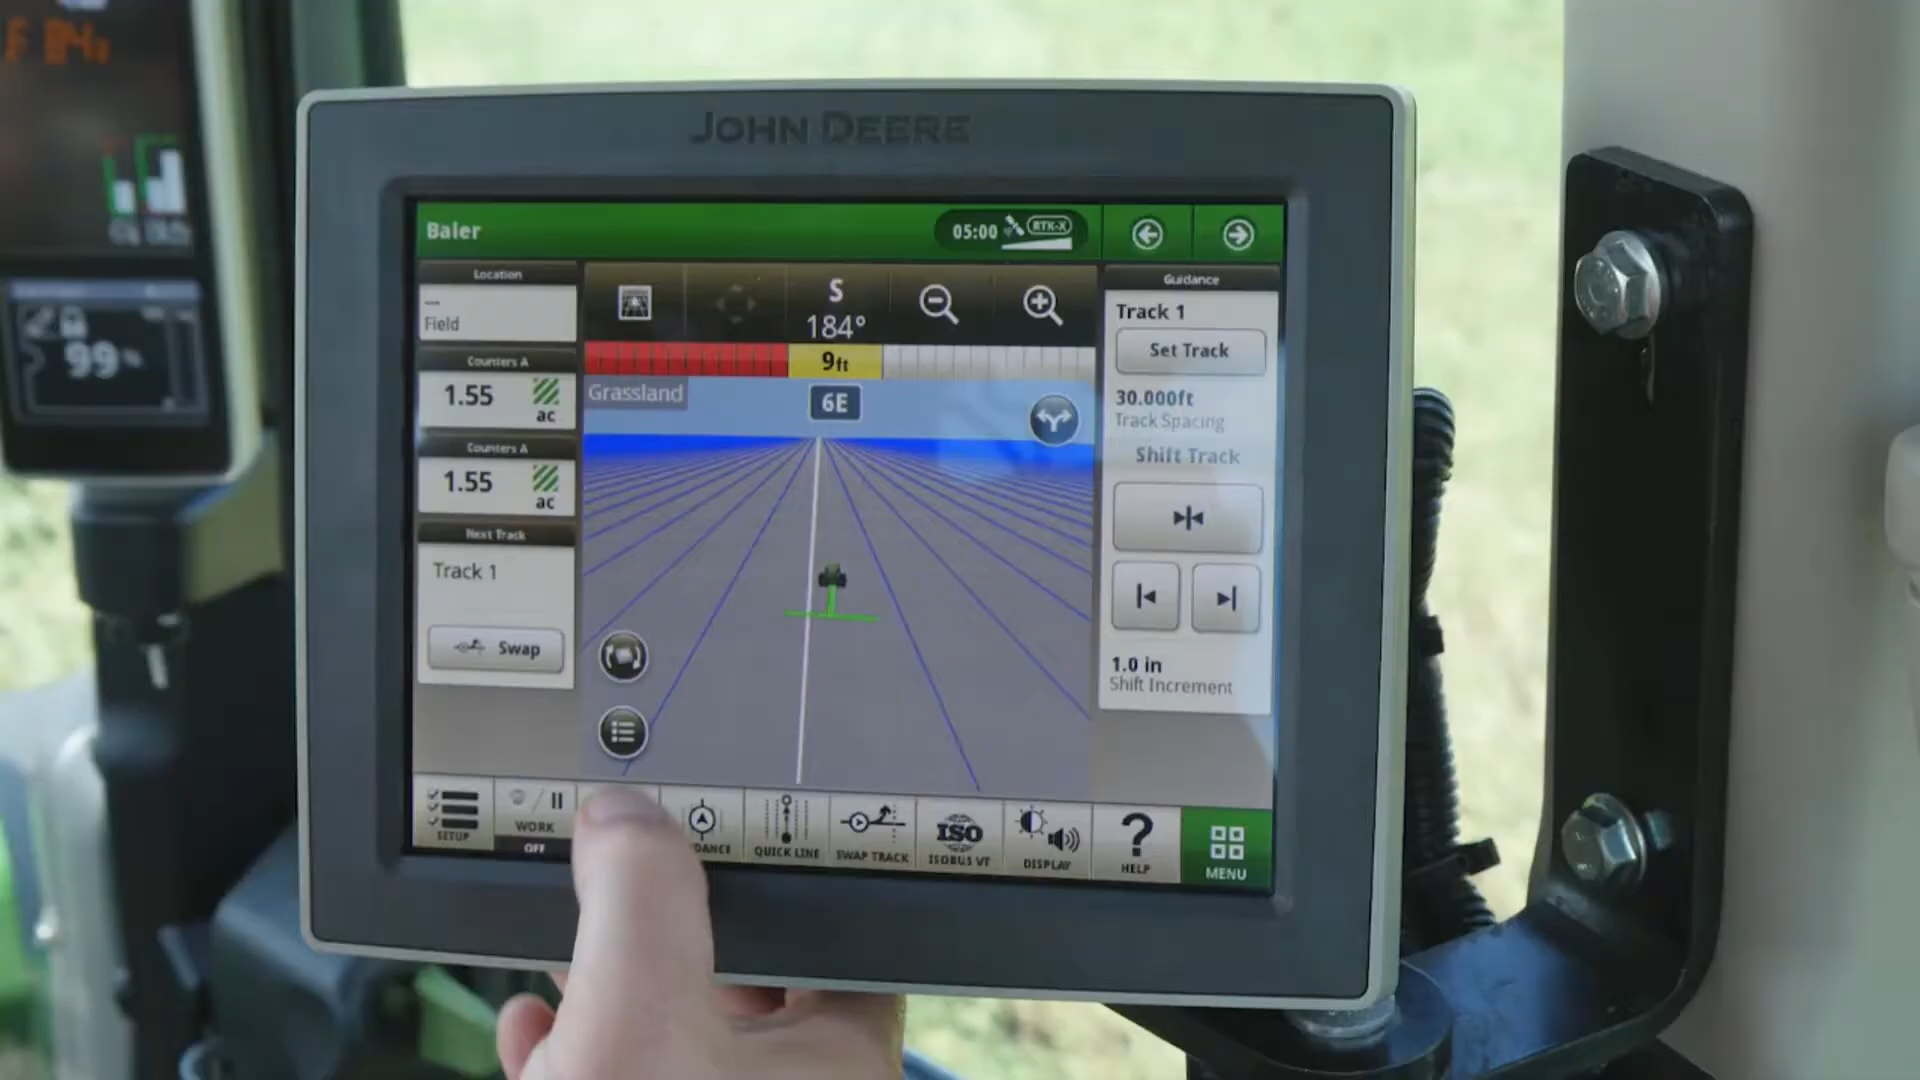 JOHN DEERE
Baler
05:00
RTK-X
Location
---
Field
Counters A
1.55
ac
Counters A
1.55
ac
Next Track
Track 1
Swap
S
184°
9ft
Grassland
6E
Guidance
Track 1
Set Track
30.000ft
Track Spacing
Shift Track
1.0 in
Shift Increment
SETUP
WORK
OFF
QUICK LINE
SWAP TRACK
ISO
ISOBUS VT
DISPLAY
?
HELP
MENU
99%